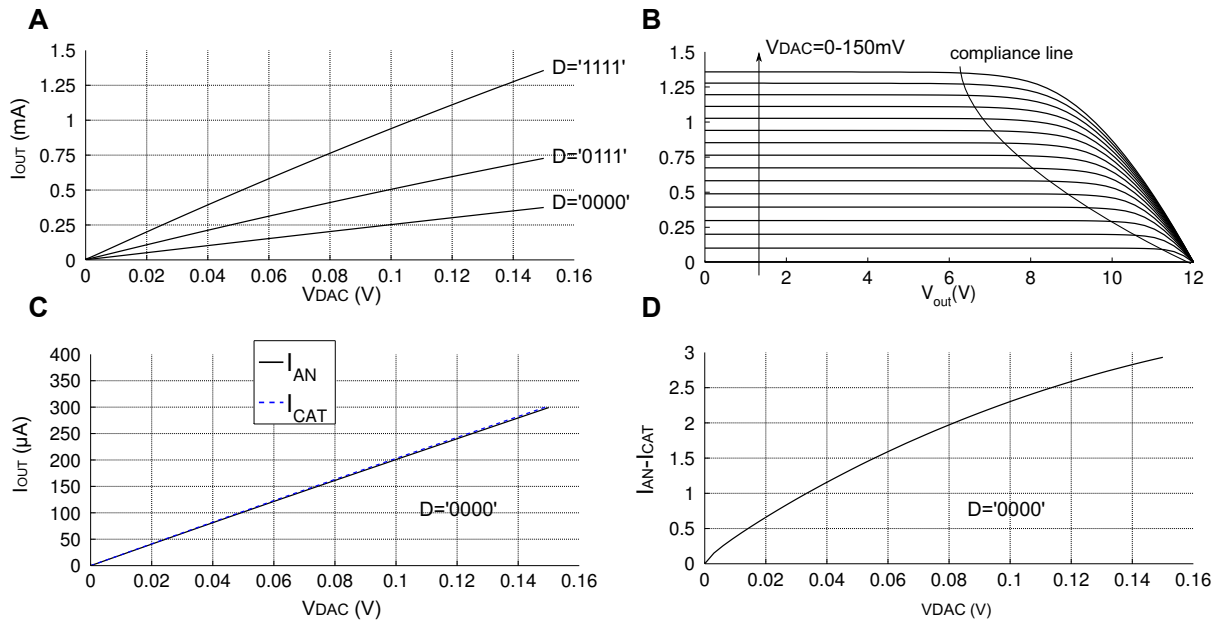 A
1.5
1.25
1
0.75
0.5
0.25
0
IOUT (mA)
D='1111'
D='0111'
D='0000'
0 0.02 0.04 0.06 0.08 0.1 0.12 0.14 0.16
VDAC (V)
B
1.5
1.25
1
0.75
0.5
0.25
0
VDAC=0-150mV
compliance line
0 2 4 6 8 10 12
Vout(V)
C
400
350
300
250
200
150
100
50
0
IOUT (µA)
IAN
ICAT
D='0000'
0 0.02 0.04 0.06 0.08 0.1 0.12 0.14 0.16
VDAC (V)
D
3
2.5
2
1.5
1
0.5
0
IAN-ICAT
D='0000'
0 0.02 0.04 0.06 0.08 0.1 0.12 0.14 0.16
VDAC (V)